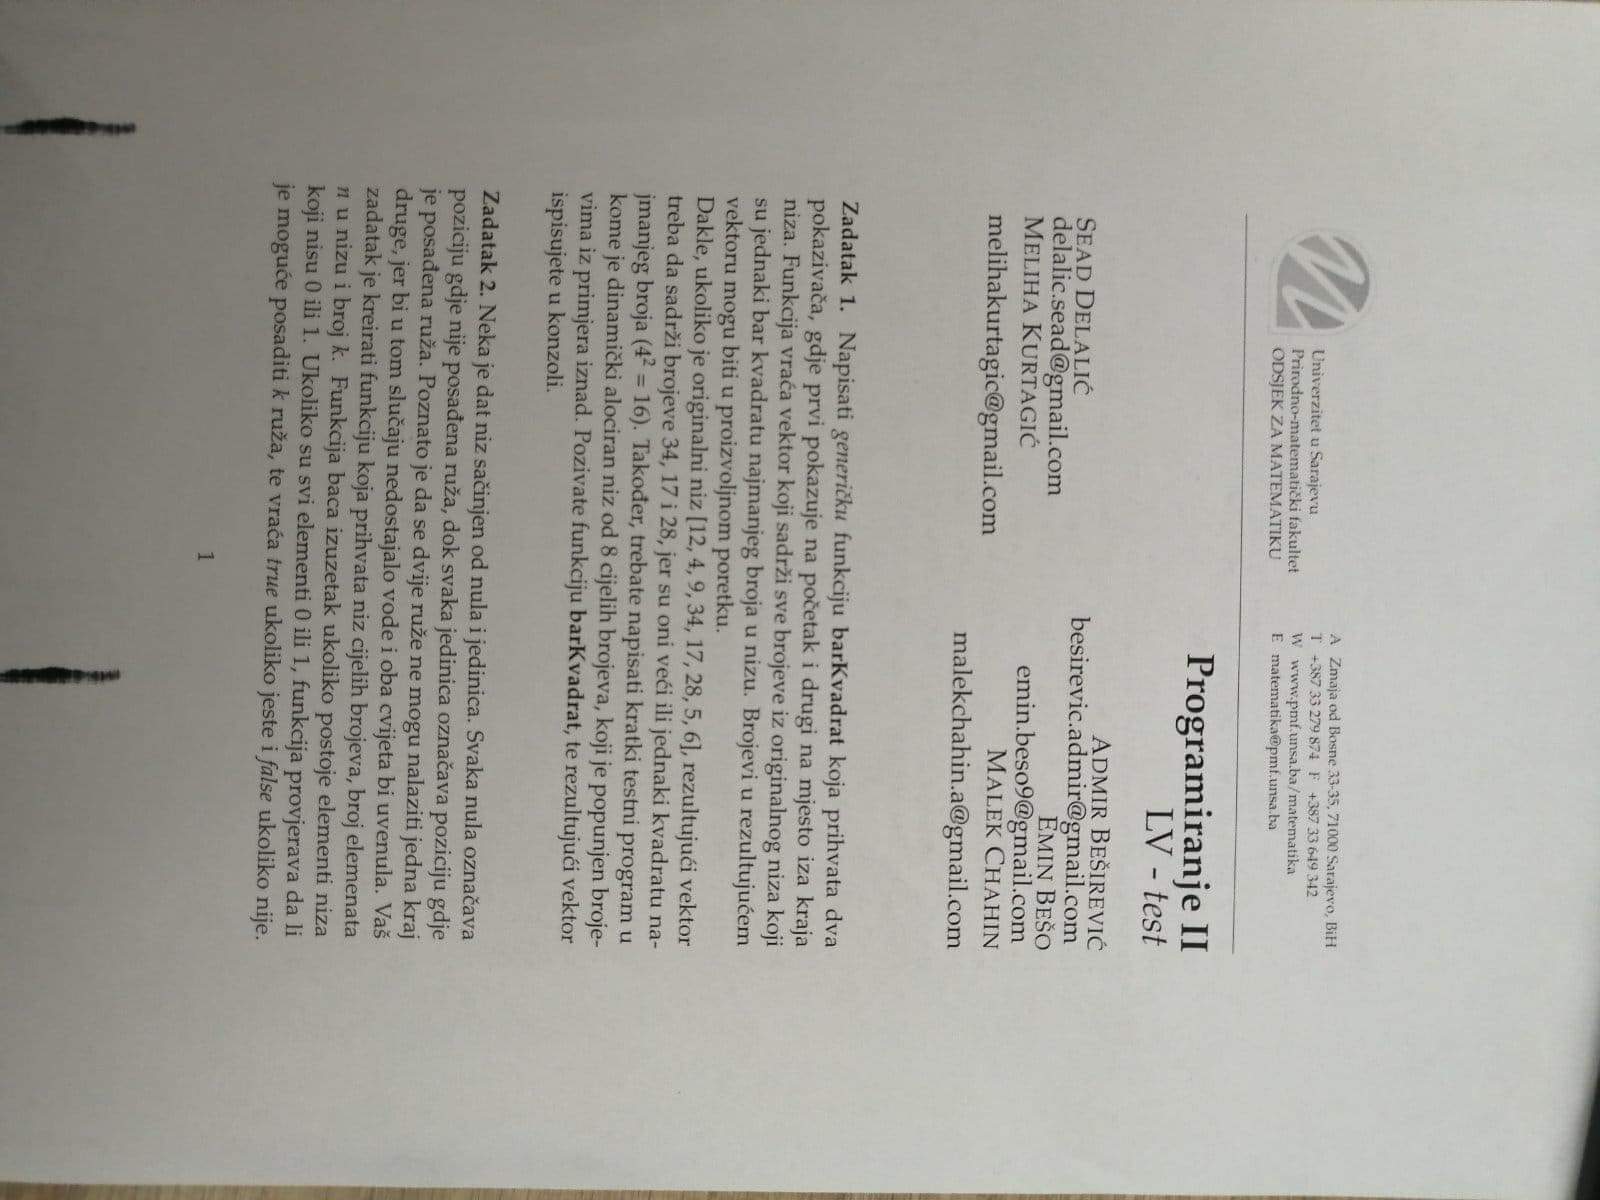 Univerzitet u Sarajevu
Prirodno-matematički fakultet
ODSJEK ZA MATEMATIKU
A Zmaja od Bosne 33-35, 71000 Sarajevo, BiH
T +387 33 279 874 F +387 33 649 342
W www.pmf.unsa.ba/matematika
E matematika@pmf.unsa.ba
Programiranje II
LV - test
SEAD DELALIĆ
delalic.sead@gmail.com
MELIHA KURTAGIĆ
melihakurtagic@gmail.com
ADMIR BEŠIREVIĆ
besirevic.admir@gmail.com
EMIN BEŠO
emin.beso9@gmail.com
MALEK CHAHIN
malekchahin.a@gmail.com
Zadatak 1. Napisati generičku funkciju barKvadrat koja prihvata dva
pokazivača, gdje prvi pokazuje na početak i drugi na mjesto iza kraja
niza. Funkcija vraća vektor koji sadrži sve brojeve iz originalnog niza koji
su jednaki bar kvadratu najmanjeg broja u nizu. Brojevi u rezultujućem
vektoru mogu biti u proizvoljnom poretku.
Dakle, ukoliko je originalni niz [12, 4, 9, 34, 17, 28, 5, 6], rezultujući vektor
treba da sadrži brojeve 34, 17 i 28, jer su oni veći ili jednaki kvadratu na-
jmanjeg broja (4² = 16). Također, trebate napisati kratki testni program u
kome je dinamički alociran niz od 8 cijelih brojeva, koji je popunjen broje-
vima iz primjera iznad. Pozivate funkciju barKvadrat, te rezultujući vektor
ispisujete u konzoli.
Zadatak 2. Neka je dat niz sačinjen od nula i jedinica. Svaka nula označava
poziciju gdje nije posađena ruža, dok svaka jedinica označava poziciju gdje
je posađena ruža. Poznato je da se dvije ruže ne mogu nalaziti jedna kraj
druge, jer bi u tom slučaju nedostajalo vode i oba cvijeta bi uvenula. Vaš
zadatak je kreirati funkciju koja prihvata niz cijelih brojeva, broj elemenata
n u nizu i broj k. Funkcija baca izuzetak ukoliko postoje elementi niza
koji nisu 0 ili 1. Ukoliko su svi elementi 0 ili 1, funkcija provjerava da li
je moguće posaditi k ruža, te vraća true ukoliko jeste i false ukoliko nije.
1